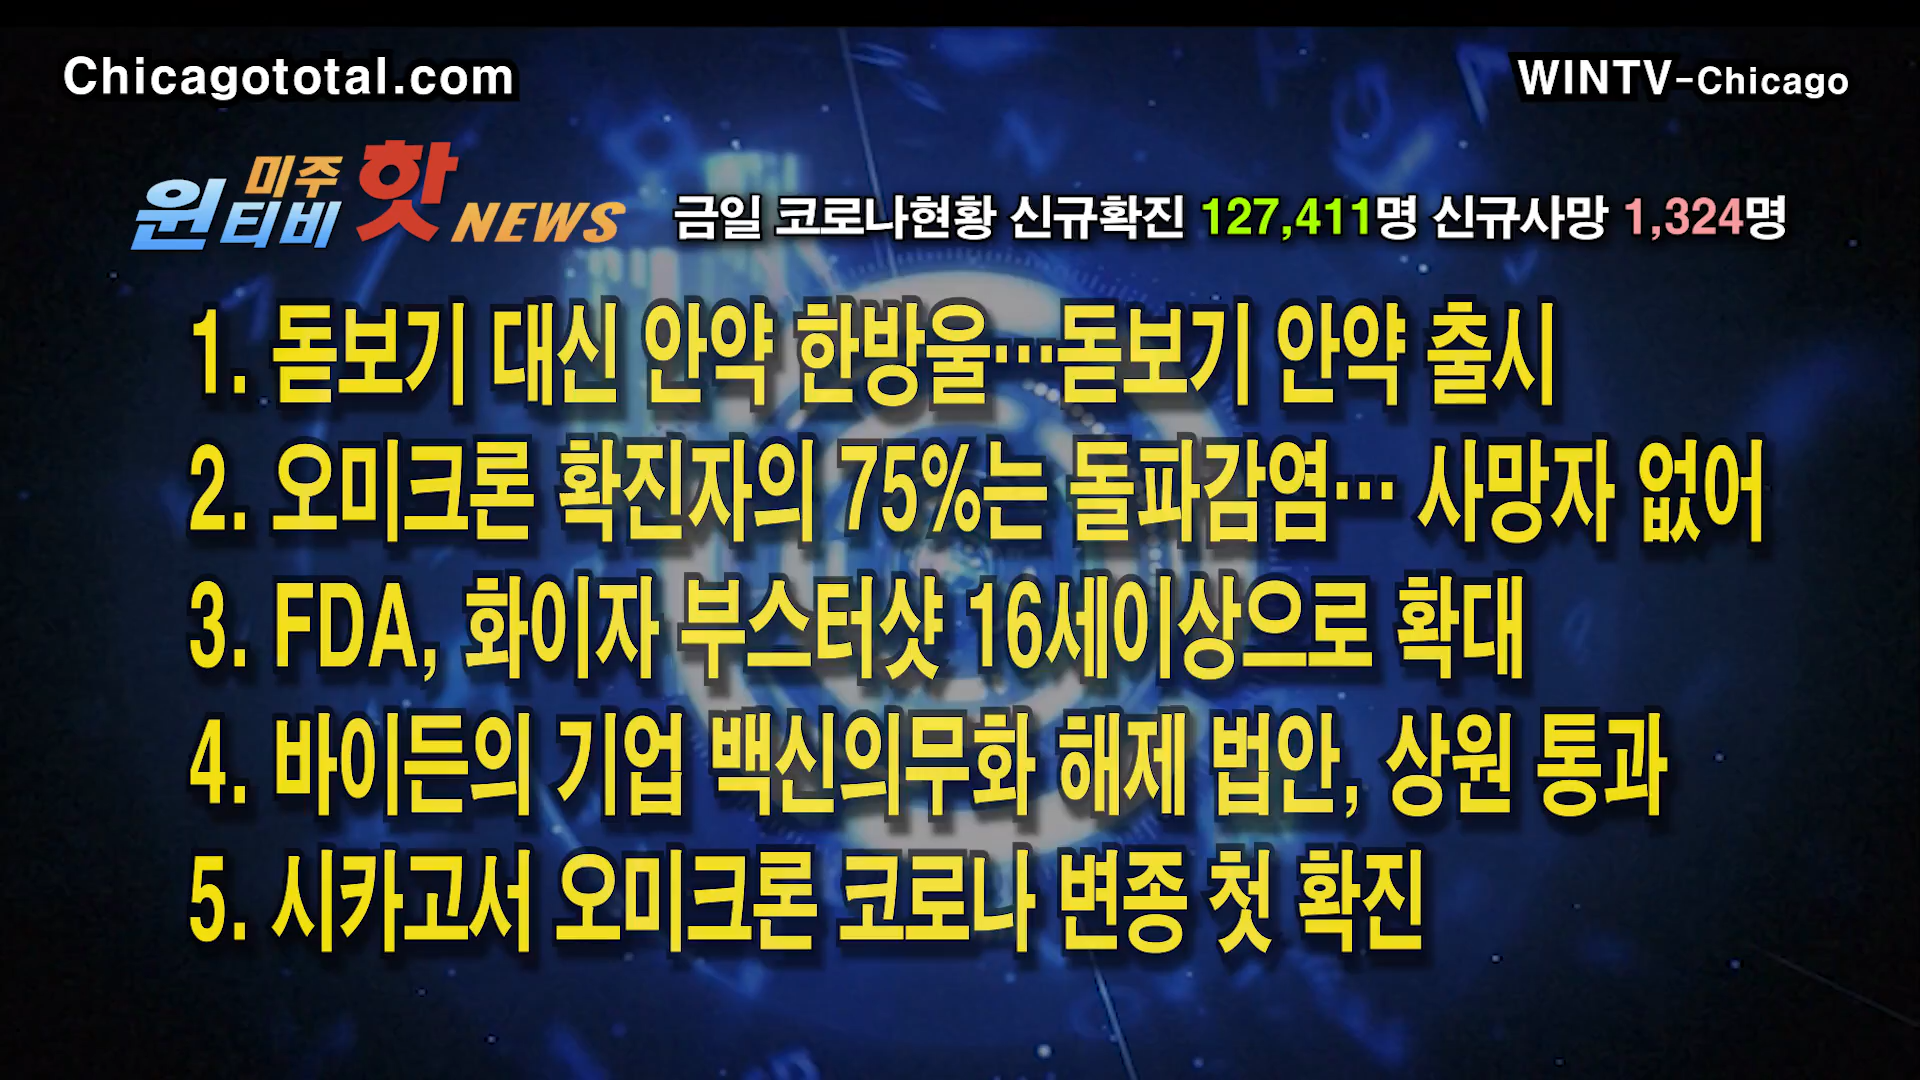 Chicagototal.com
WINTV-Chicago
원티비 미주 핫 NEWS
금일 코로나현황 신규확진 127,411명 신규사망 1,324명
1. 돋보기 대신 안약 한방울…돋보기 안약 출시
2. 오미크론 확진자의 75%는 돌파감염… 사망자 없어
3. FDA, 화이자 부스터샷 16세이상으로 확대
4. 바이든의 기업 백신의무화 해제 법안, 상원 통과
5. 시카고서 오미크론 코로나 변종 첫 확진